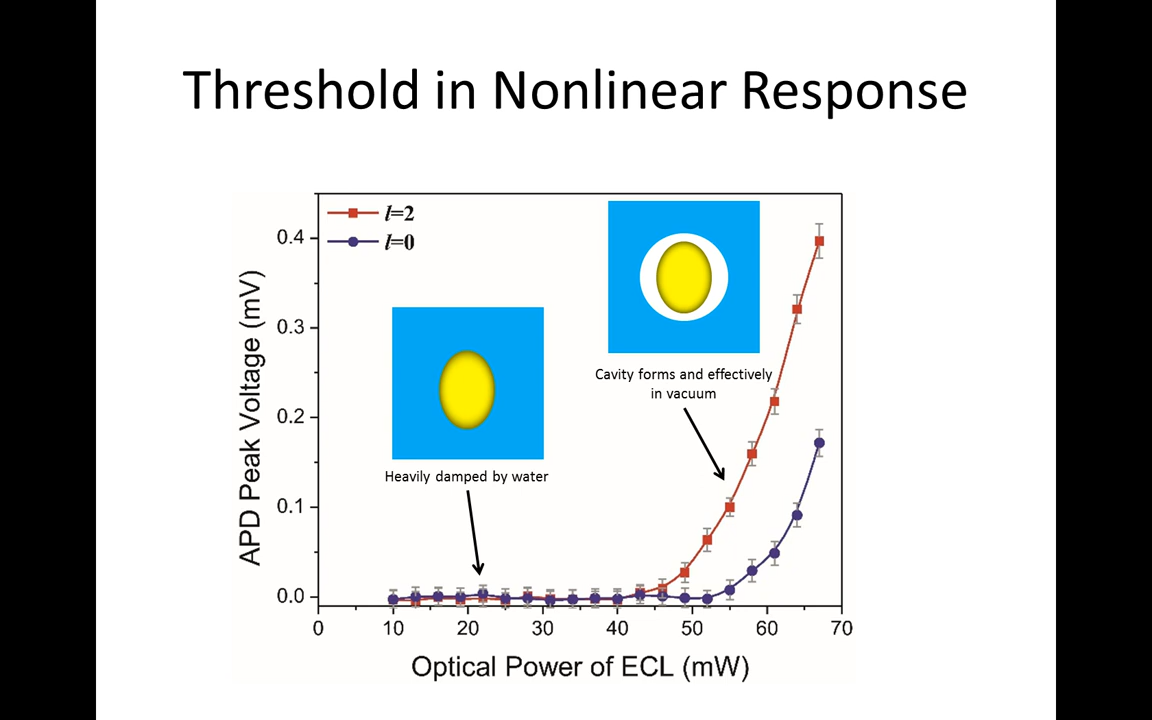 Threshold in Nonlinear Response
l=2
l=0
0.4
0.3
0.2
0.1
0.0
APD Peak Voltage (mV)
Heavily damped by water
Cavity forms and effectively
in vacuum
0 10 20 30 40 50 60 70
Optical Power of ECL (mW)